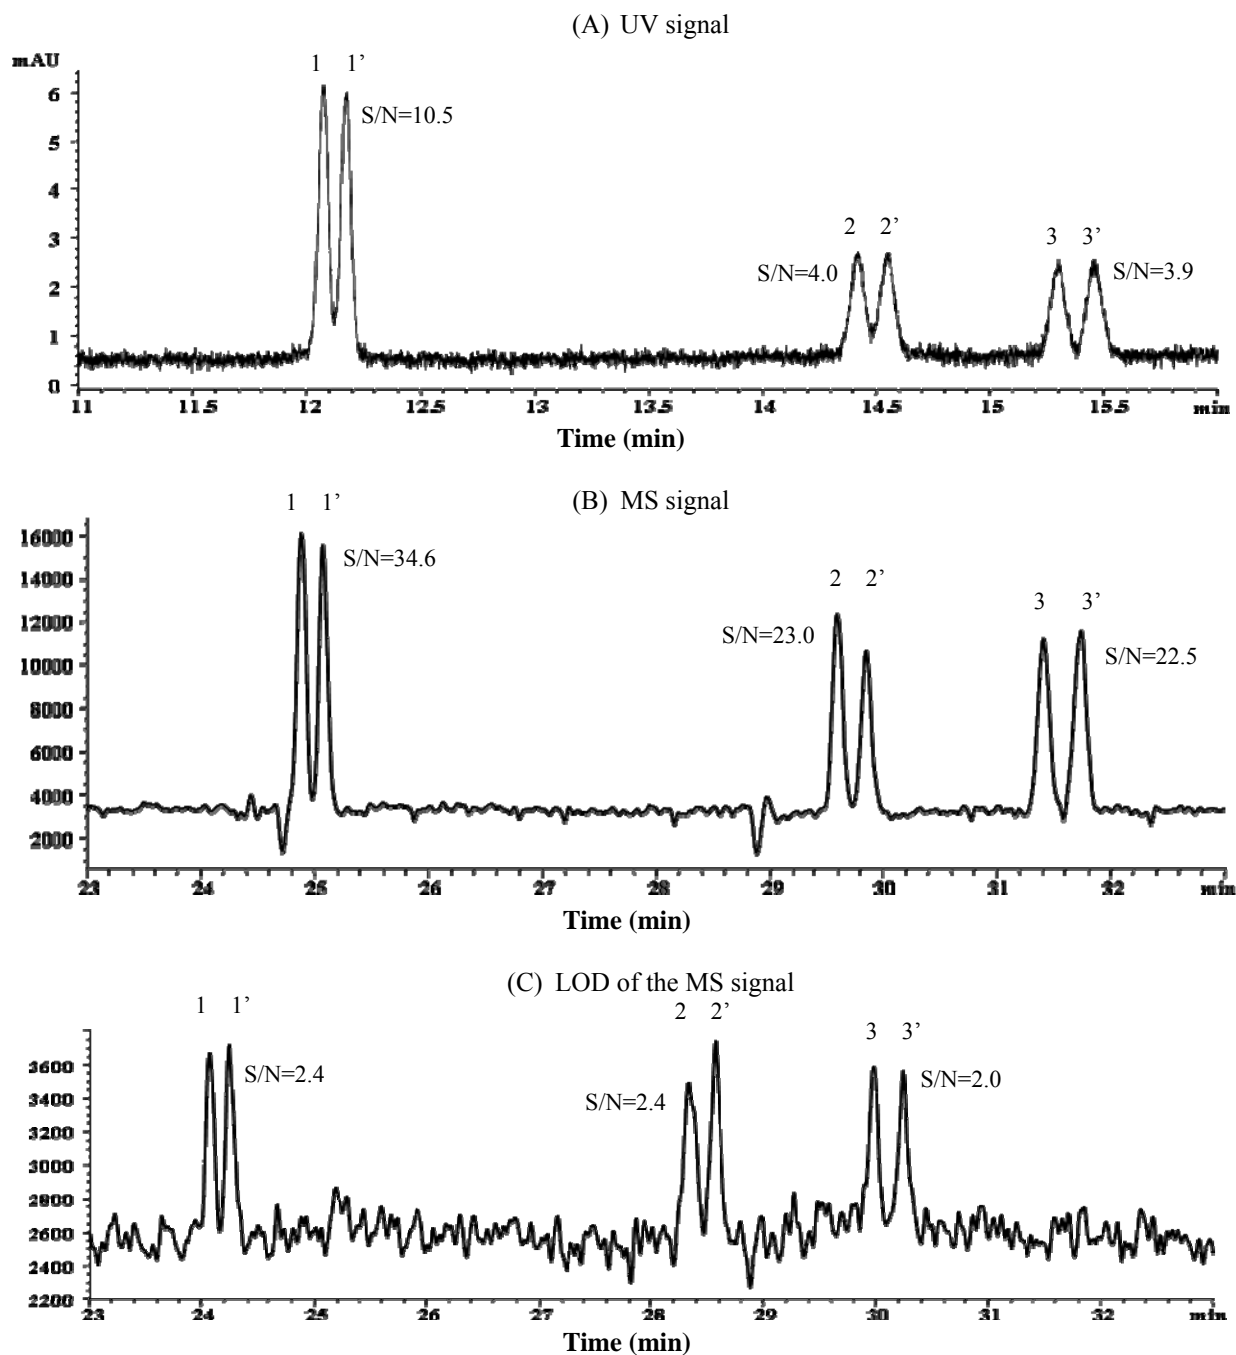 (A) UV signal
mAU
1 1’
S/N=10.5
2 2’
S/N=4.0
3 3’
S/N=3.9
6
5
4
3
2
1
0
11 11.5 12 12.5 13 13.5 14 14.5 15 15.5 min
Time (min)
(B) MS signal
1 1’
S/N=34.6
2 2’
S/N=23.0
3 3’
S/N=22.5
16000
14000
12000
10000
8000
6000
4000
2000
23 24 25 26 27 28 29 30 31 32 min
Time (min)
(C) LOD of the MS signal
1 1’
S/N=2.4
2 2’
S/N=2.4
3 3’
S/N=2.0
3600
3400
3200
3000
2800
2600
2400
2200
23 24 25 26 27 28 29 30 31 32 min
Time (min)